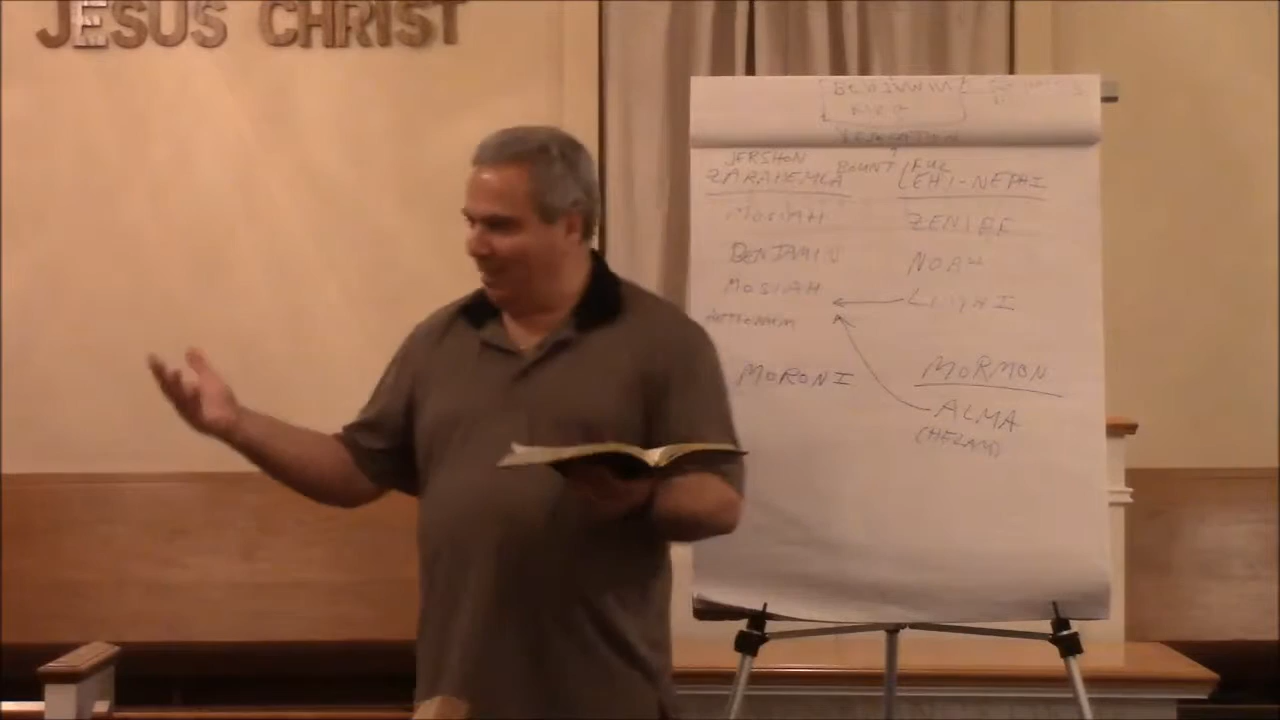 JESUS CHRIST
JERSHON
BOUNTIFUL
ZARAHEMLA
LEHI-NEPHI
MOSIAH
ZENIFF
BENJAMIN
NOAH
MOSIAH
LIMHI
MORONI
MORMON
ALMA
(HELAM)